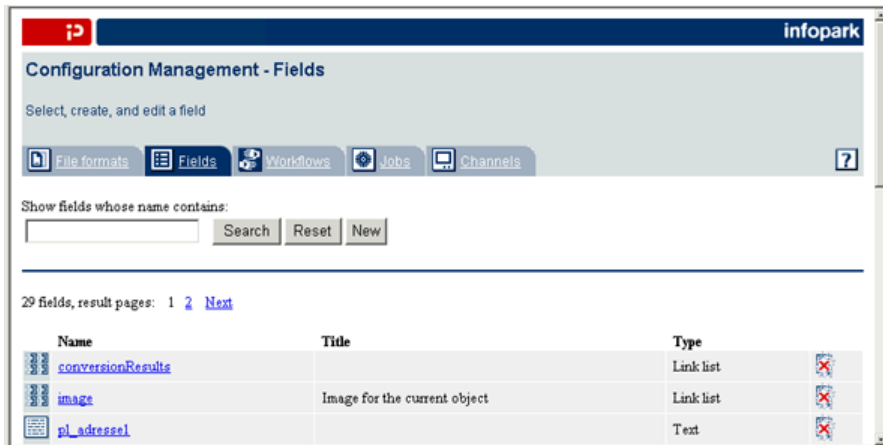 iP infopark
Configuration Management - Fields
Select, create, and edit a field
File formats Fields Workflows Jobs Channels ?
Show fields whose name contains:
Search Reset New
29 fields, result pages: 1 2 Next
Name Title Type
conversionResults Link list
image Image for the current object Link list
pl_adresse1 Text